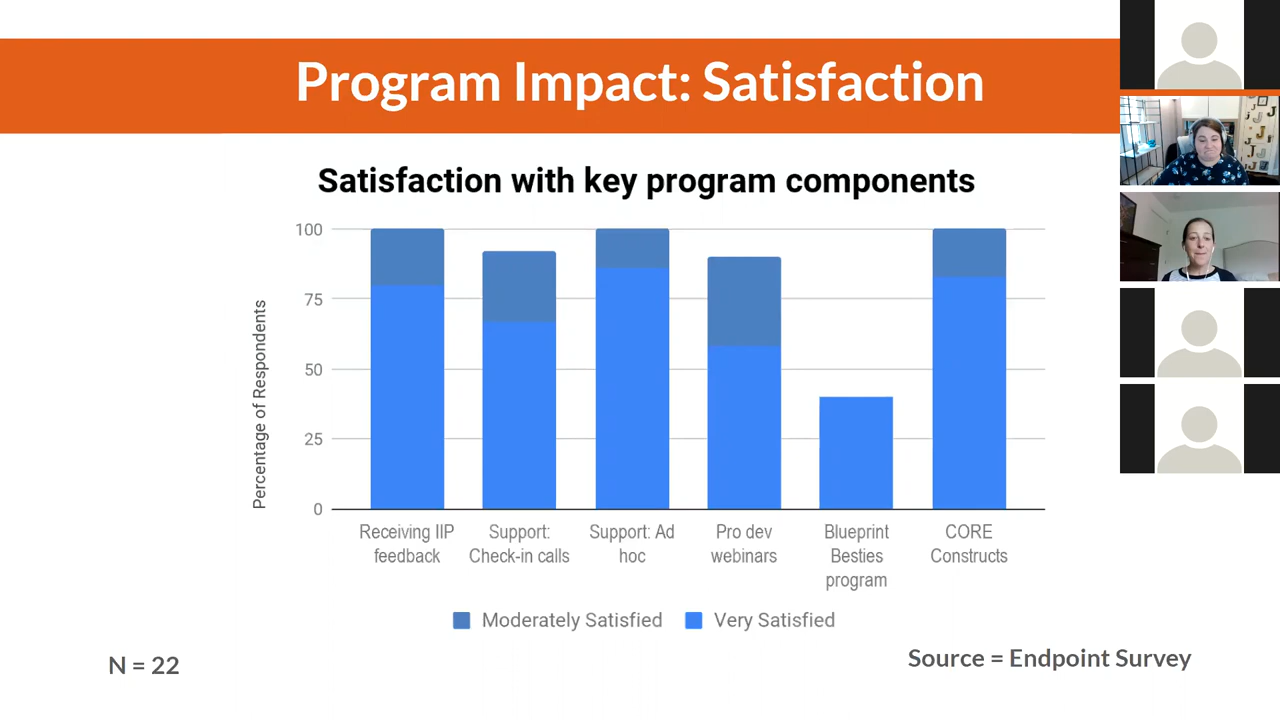 Program Impact: Satisfaction
Satisfaction with key program components
Percentage of Respondents
100
75
50
25
0
Receiving IIP
feedback
Support:
Check-in calls
Support: Ad
hoc
Pro dev
webinars
Blueprint
Besties
program
CORE
Constructs
Moderately Satisfied
Very Satisfied
N = 22
Source = Endpoint Survey